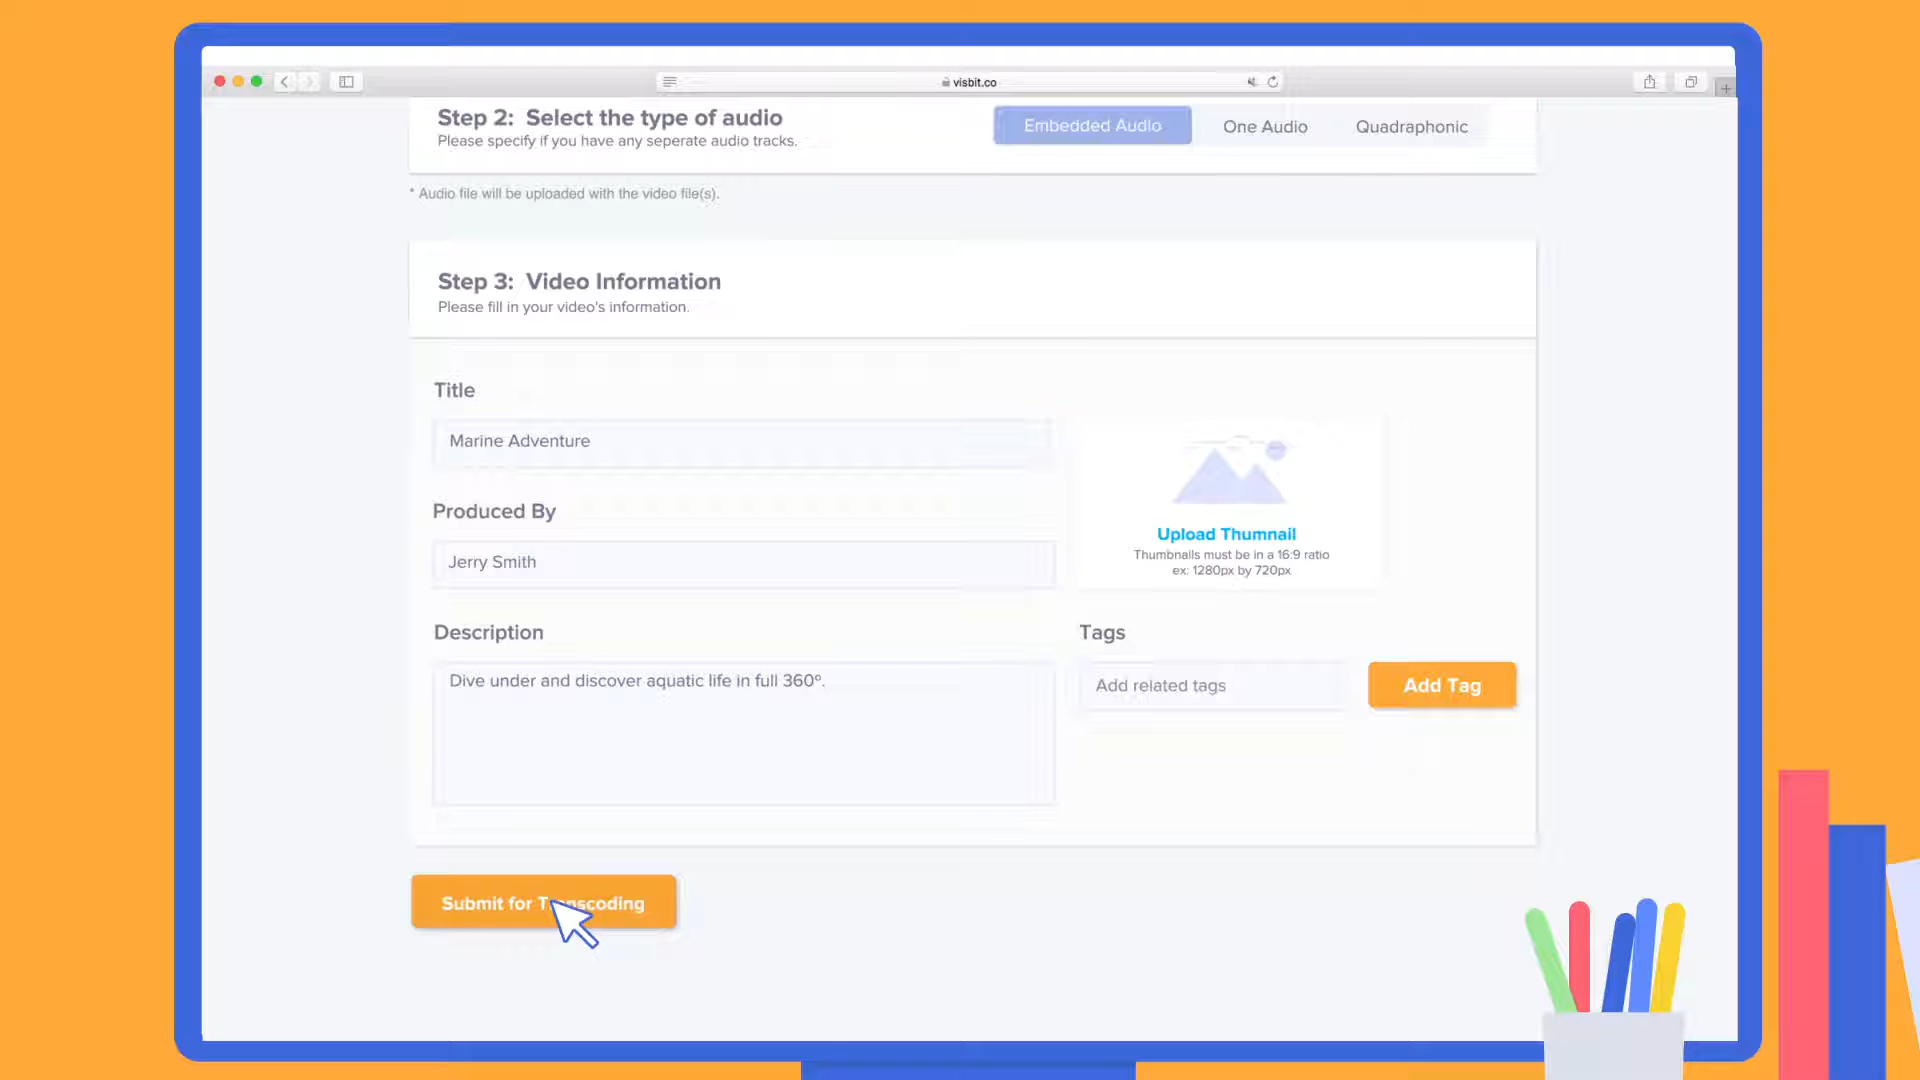 visbit.co
Step 2: Select the type of audio
Please specify if you have any seperate audio tracks.
Embedded Audio
One Audio
Quadraphonic
* Audio file will be uploaded with the video file(s).
Step 3: Video Information
Please fill in your video's information.
Title
Marine Adventure
Produced By
Jerry Smith
Upload Thumnail
Thumbnails must be in a 16:9 ratio
ex: 1280px by 720px
Description
Dive under and discover aquatic life in full 360º.
Tags
Add related tags
Add Tag
Submit for Transcoding